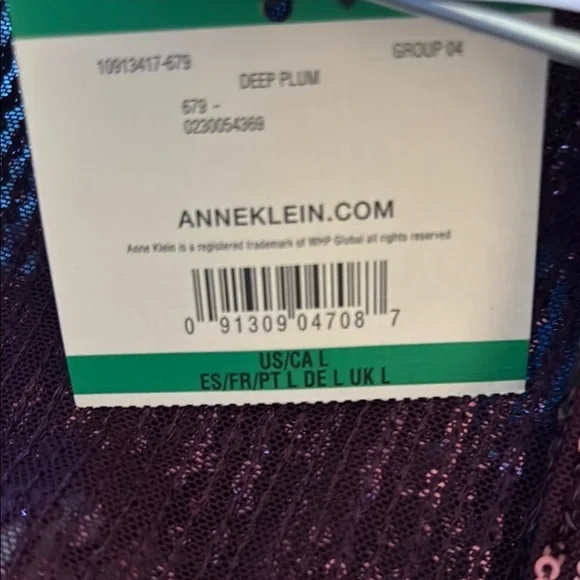 10913417-679
GROUP 04
DEEP PLUM
679 -
0230054369
ANNEKLEIN.COM
Anne Klein is a registered trademark of WHP Global all rights reserved
0 91309 04708 7
US/CA L
ES/FR/PT L DE L UK L